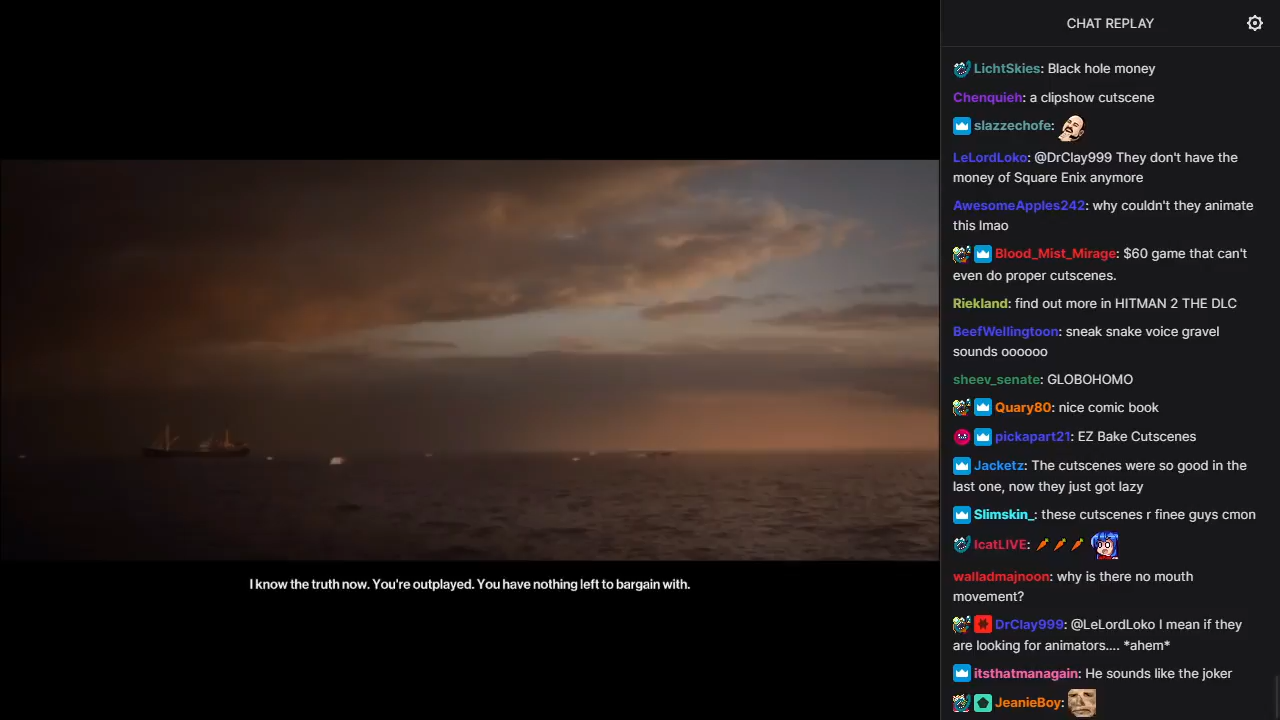 CHAT REPLAY
LichtSkies: Black hole money
Chenquieh: a clipshow cutscene
slazzechofe:
LeLordLoko: @DrClay999 They don't have the
money of Square Enix anymore
AwesomeApples242: why couldn't they animate
this lmao
Blood_Mist_Mirage: $60 game that can't
even do proper cutscenes.
Riekland: find out more in HITMAN 2 THE DLC
BeefWellingtoon: sneak snake voice gravel
sounds ooooo
sheev_senate: GLOBOHOMO
Quary80: nice comic book
pickapart21: EZ Bake Cutscenes
Jacketz: The cutscenes were so good in the
last one, now they just got lazy
Slimskin_: these cutscenes r finee guys cmon
IcatLIVE:
walladmajnoon: why is there no mouth
movement?
DrClay999: @LeLordLoko I mean if they
are looking for animators.... *ahem*
itsthatmanagain: He sounds like the joker
JeanieBoy:
I know the truth now. You're outplayed. You have nothing left to bargain with.